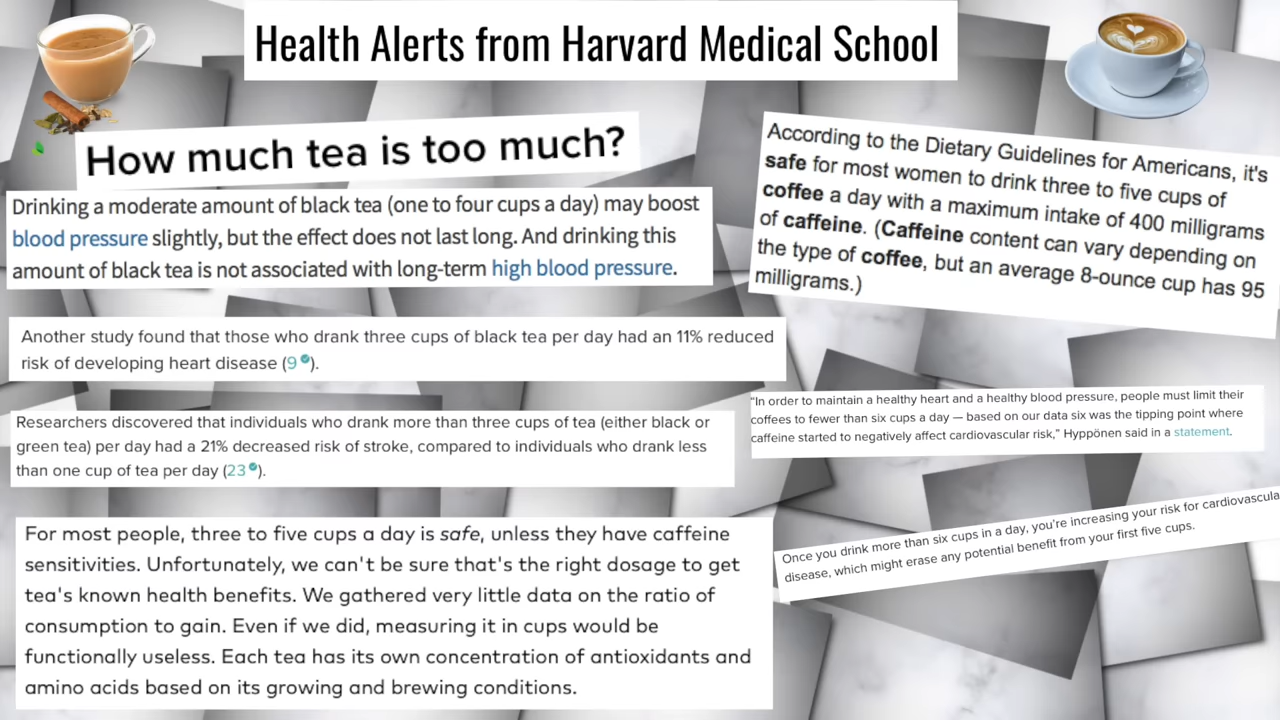 Health Alerts from Harvard Medical School
How much tea is too much?
Drinking a moderate amount of black tea (one to four cups a day) may boost
blood pressure slightly, but the effect does not last long. And drinking this
amount of black tea is not associated with long-term high blood pressure.
Another study found that those who drank three cups of black tea per day had an 11% reduced
risk of developing heart disease (9).
Researchers discovered that individuals who drank more than three cups of tea (either black or
green tea) per day had a 21% decreased risk of stroke, compared to individuals who drank less
than one cup of tea per day (23).
For most people, three to five cups a day is safe, unless they have caffeine
sensitivities. Unfortunately, we can't be sure that's the right dosage to get
tea's known health benefits. We gathered very little data on the ratio of
consumption to gain. Even if we did, measuring it in cups would be
functionally useless. Each tea has its own concentration of antioxidants and
amino acids based on its growing and brewing conditions.
According to the Dietary Guidelines for Americans, it's
safe for most women to drink three to five cups of
coffee a day with a maximum intake of 400 milligrams
of caffeine. (Caffeine content can vary depending on
the type of coffee, but an average 8-ounce cup has 95
milligrams.)
“In order to maintain a healthy heart and a healthy blood pressure, people must limit their
coffees to fewer than six cups a day — based on our data six was the tipping point where
caffeine started to negatively affect cardiovascular risk,” Hyppönen said in a statement.
Once you drink more than six cups in a day, you're increasing your risk for cardiovascula
disease, which might erase any potential benefit from your first five cups.